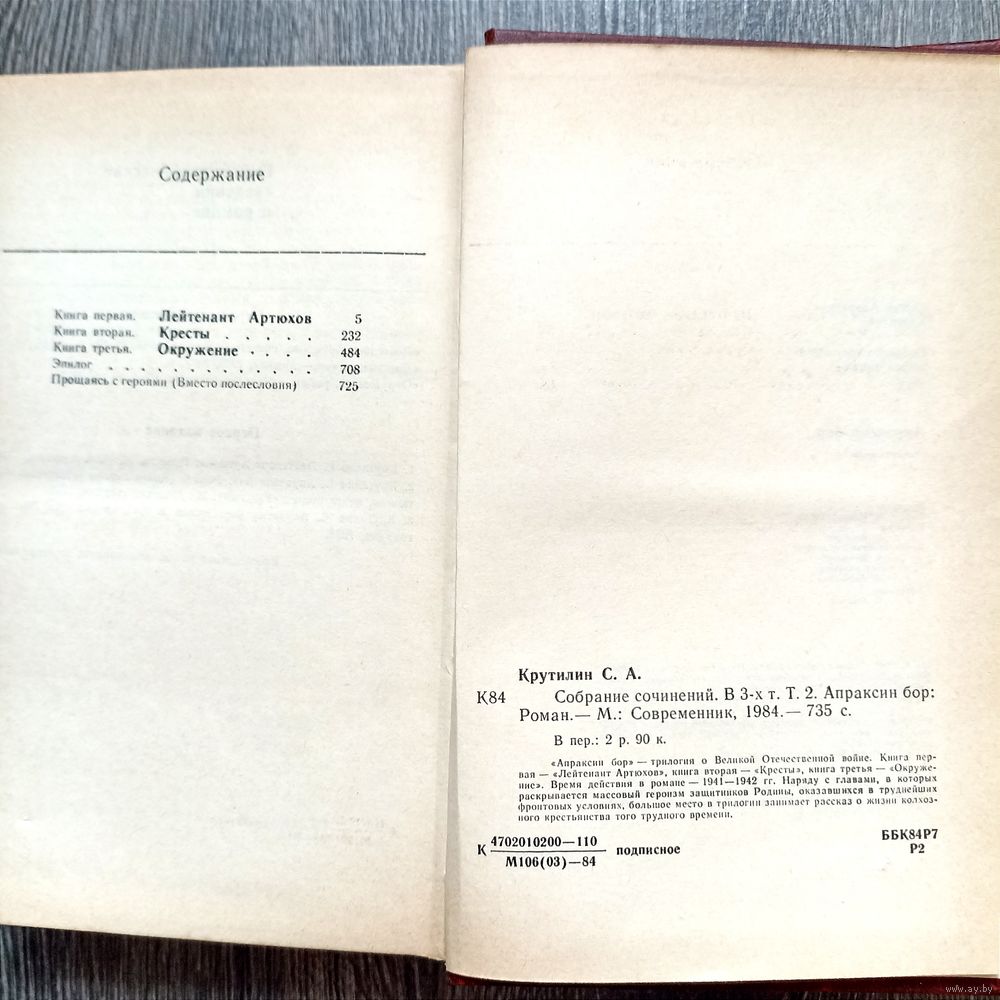 Содержание
Книга первая. Лейтенант Артюхов 5
Книга вторая. Кресты . . . . . 232
Книга третья. Окружение . . . . 484
Эпилог . . . . . . . . . . . . . 708
Прощаясь с героями (Вместо послесловия) 725
Крутилин С. А.
К84 Собрание сочинений. В 3-х т. Т. 2. Апраксин бор:
Роман.— М.: Современник, 1984.— 735 с.
В пер.: 2 р. 90 к.
«Апраксин бор» — трилогия о Великой Отечественной войне. Книга пер-
вая — «Лейтенант Артюхов», книга вторая — «Кресты», книга третья — «Окруже-
ние». Время действия в романе — 1941—1942 гг. Наряду с главами, в которых
раскрывается массовый героизм защитников Родины, оказавшихся в труднейших
фронтовых условиях, большое место в трилогии занимает рассказ о жизни колхоз-
ного крестьянства того трудного времени.
К 4702010200—110 подписное
М106(03)—84
ББК84Р7
Р2
www.ay.by